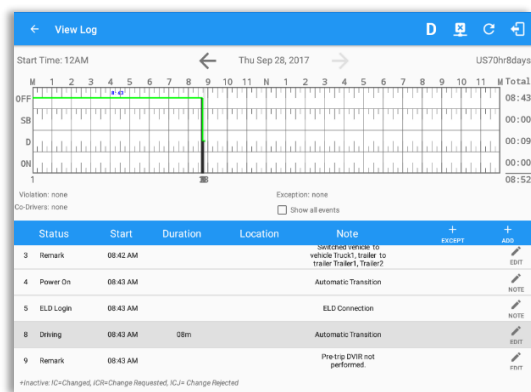 View Log
D
Start Time: 12AM
Thu Sep 28, 2017
US70hr8days
M 1 2 3 4 5 6 7 8 9 10 11 N 1 2 3 4 5 6 7 8 9 10 11 M Total
8:43
OFF 08:43
SB 00:00
D 00:09
ON 00:00
1 08:52
Violation: none
Exception: none
Co-Drivers: none
Show all events
Status Start Duration Location Note + EXCEPT + ADD
3 Remark 08:42 AM Switched vehicle to
vehicle Truck1, trailer to
trailer Trailer1, Trailer2
EDIT
4 Power On 08:43 AM Automatic Transition NOTE
5 ELD Login 08:43 AM ELD Connection NOTE
8 Driving 08:43 AM 08m Automatic Transition EDIT
9 Remark 08:43 AM Pre-trip DVIR not
performed.
EDIT
*Inactive: IC=Changed, ICR=Change Requested, ICJ= Change Rejected